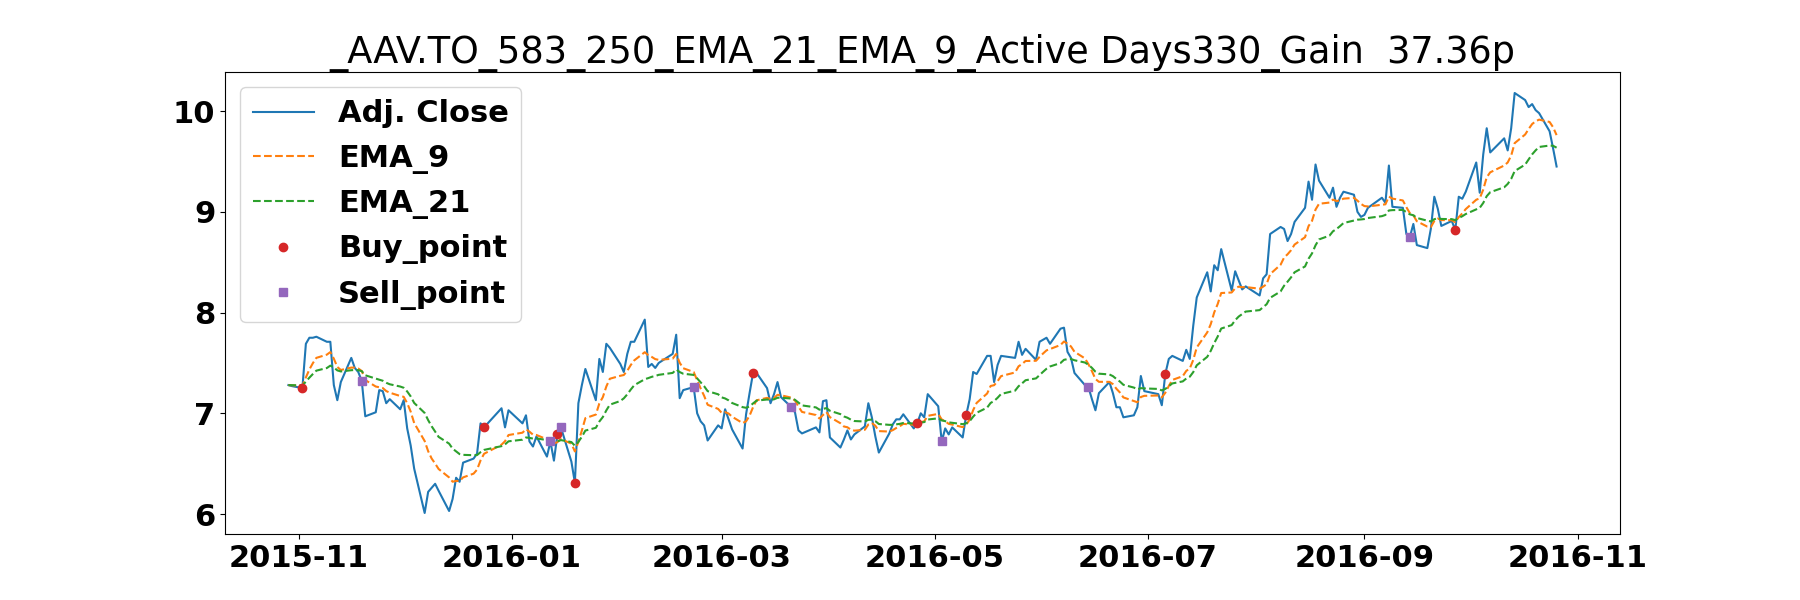 _AAV.TO_583_250_EMA_21_EMA_9_Active Days330_Gain  37.36p
10
9
8
7
6
Adj. Close
EMA_9
EMA_21
Buy_point
Sell_point
2015-11 2016-01 2016-03 2016-05 2016-07 2016-09 2016-11